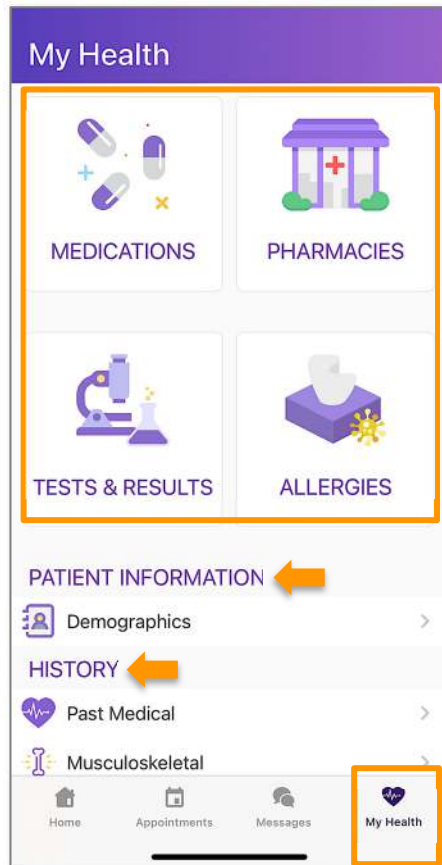 My Health
MEDICATIONS PHARMACIES
TESTS & RESULTS ALLERGIES
PATIENT INFORMATION
Demographics
HISTORY
Past Medical
Musculoskeletal
Home Appointments Messages My Health